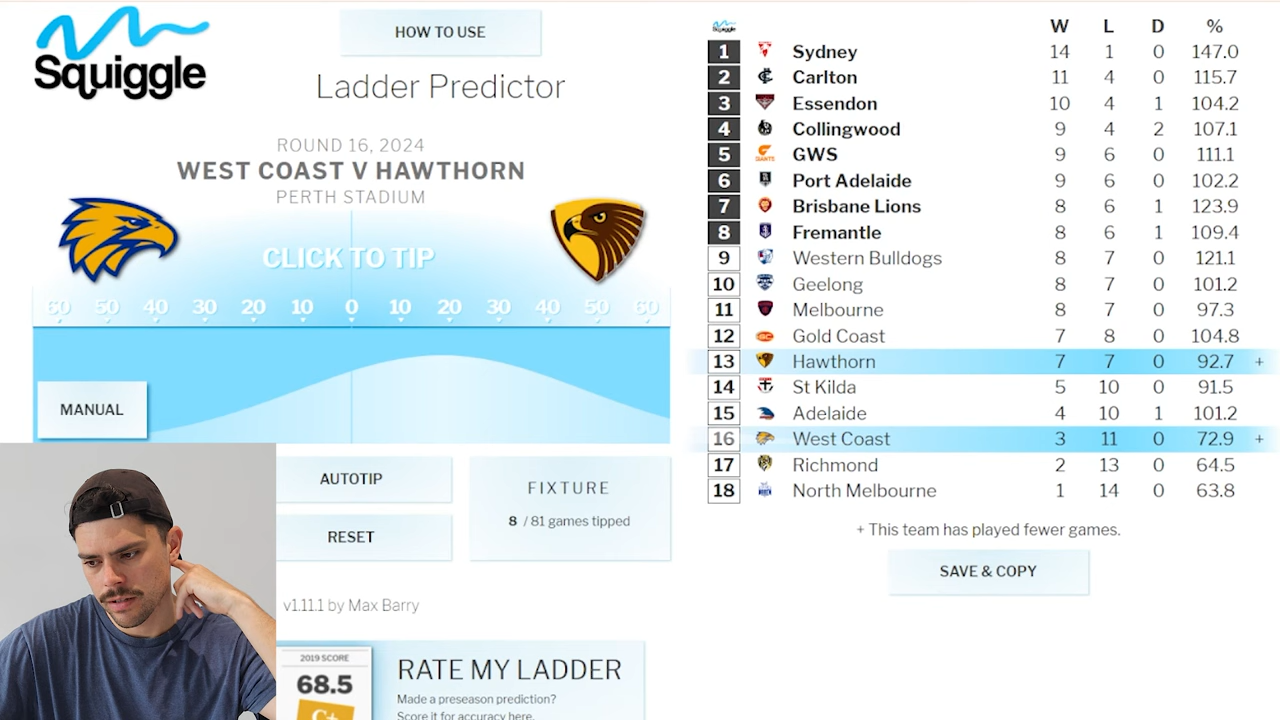 Squiggle
HOW TO USE
Ladder Predictor
ROUND 16, 2024
WEST COAST V HAWTHORN
PERTH STADIUM
CLICK TO TIP
60 50 40 30 20 10 0 10 20 30 40 50 60
MANUAL
AUTOTIP
RESET
FIXTURE
8 / 81 games tipped
v1.11.1 by Max Barry
2019 SCORE
68.5
C+
RATE MY LADDER
Made a preseason prediction?
Score it for accuracy here.
W L D %
1 Sydney 14 1 0 147.0
2 Carlton 11 4 0 115.7
3 Essendon 10 4 1 104.2
4 Collingwood 9 4 2 107.1
5 GWS 9 6 0 111.1
6 Port Adelaide 9 6 0 102.2
7 Brisbane Lions 8 6 1 123.9
8 Fremantle 8 6 1 109.4
9 Western Bulldogs 8 7 0 121.1
10 Geelong 8 7 0 101.2
11 Melbourne 8 7 0 97.3
12 Gold Coast 7 8 0 104.8
13 Hawthorn 7 7 0 92.7 +
14 St Kilda 5 10 0 91.5
15 Adelaide 4 10 1 101.2
16 West Coast 3 11 0 72.9 +
17 Richmond 2 13 0 64.5
18 North Melbourne 1 14 0 63.8
+ This team has played fewer games.
SAVE & COPY